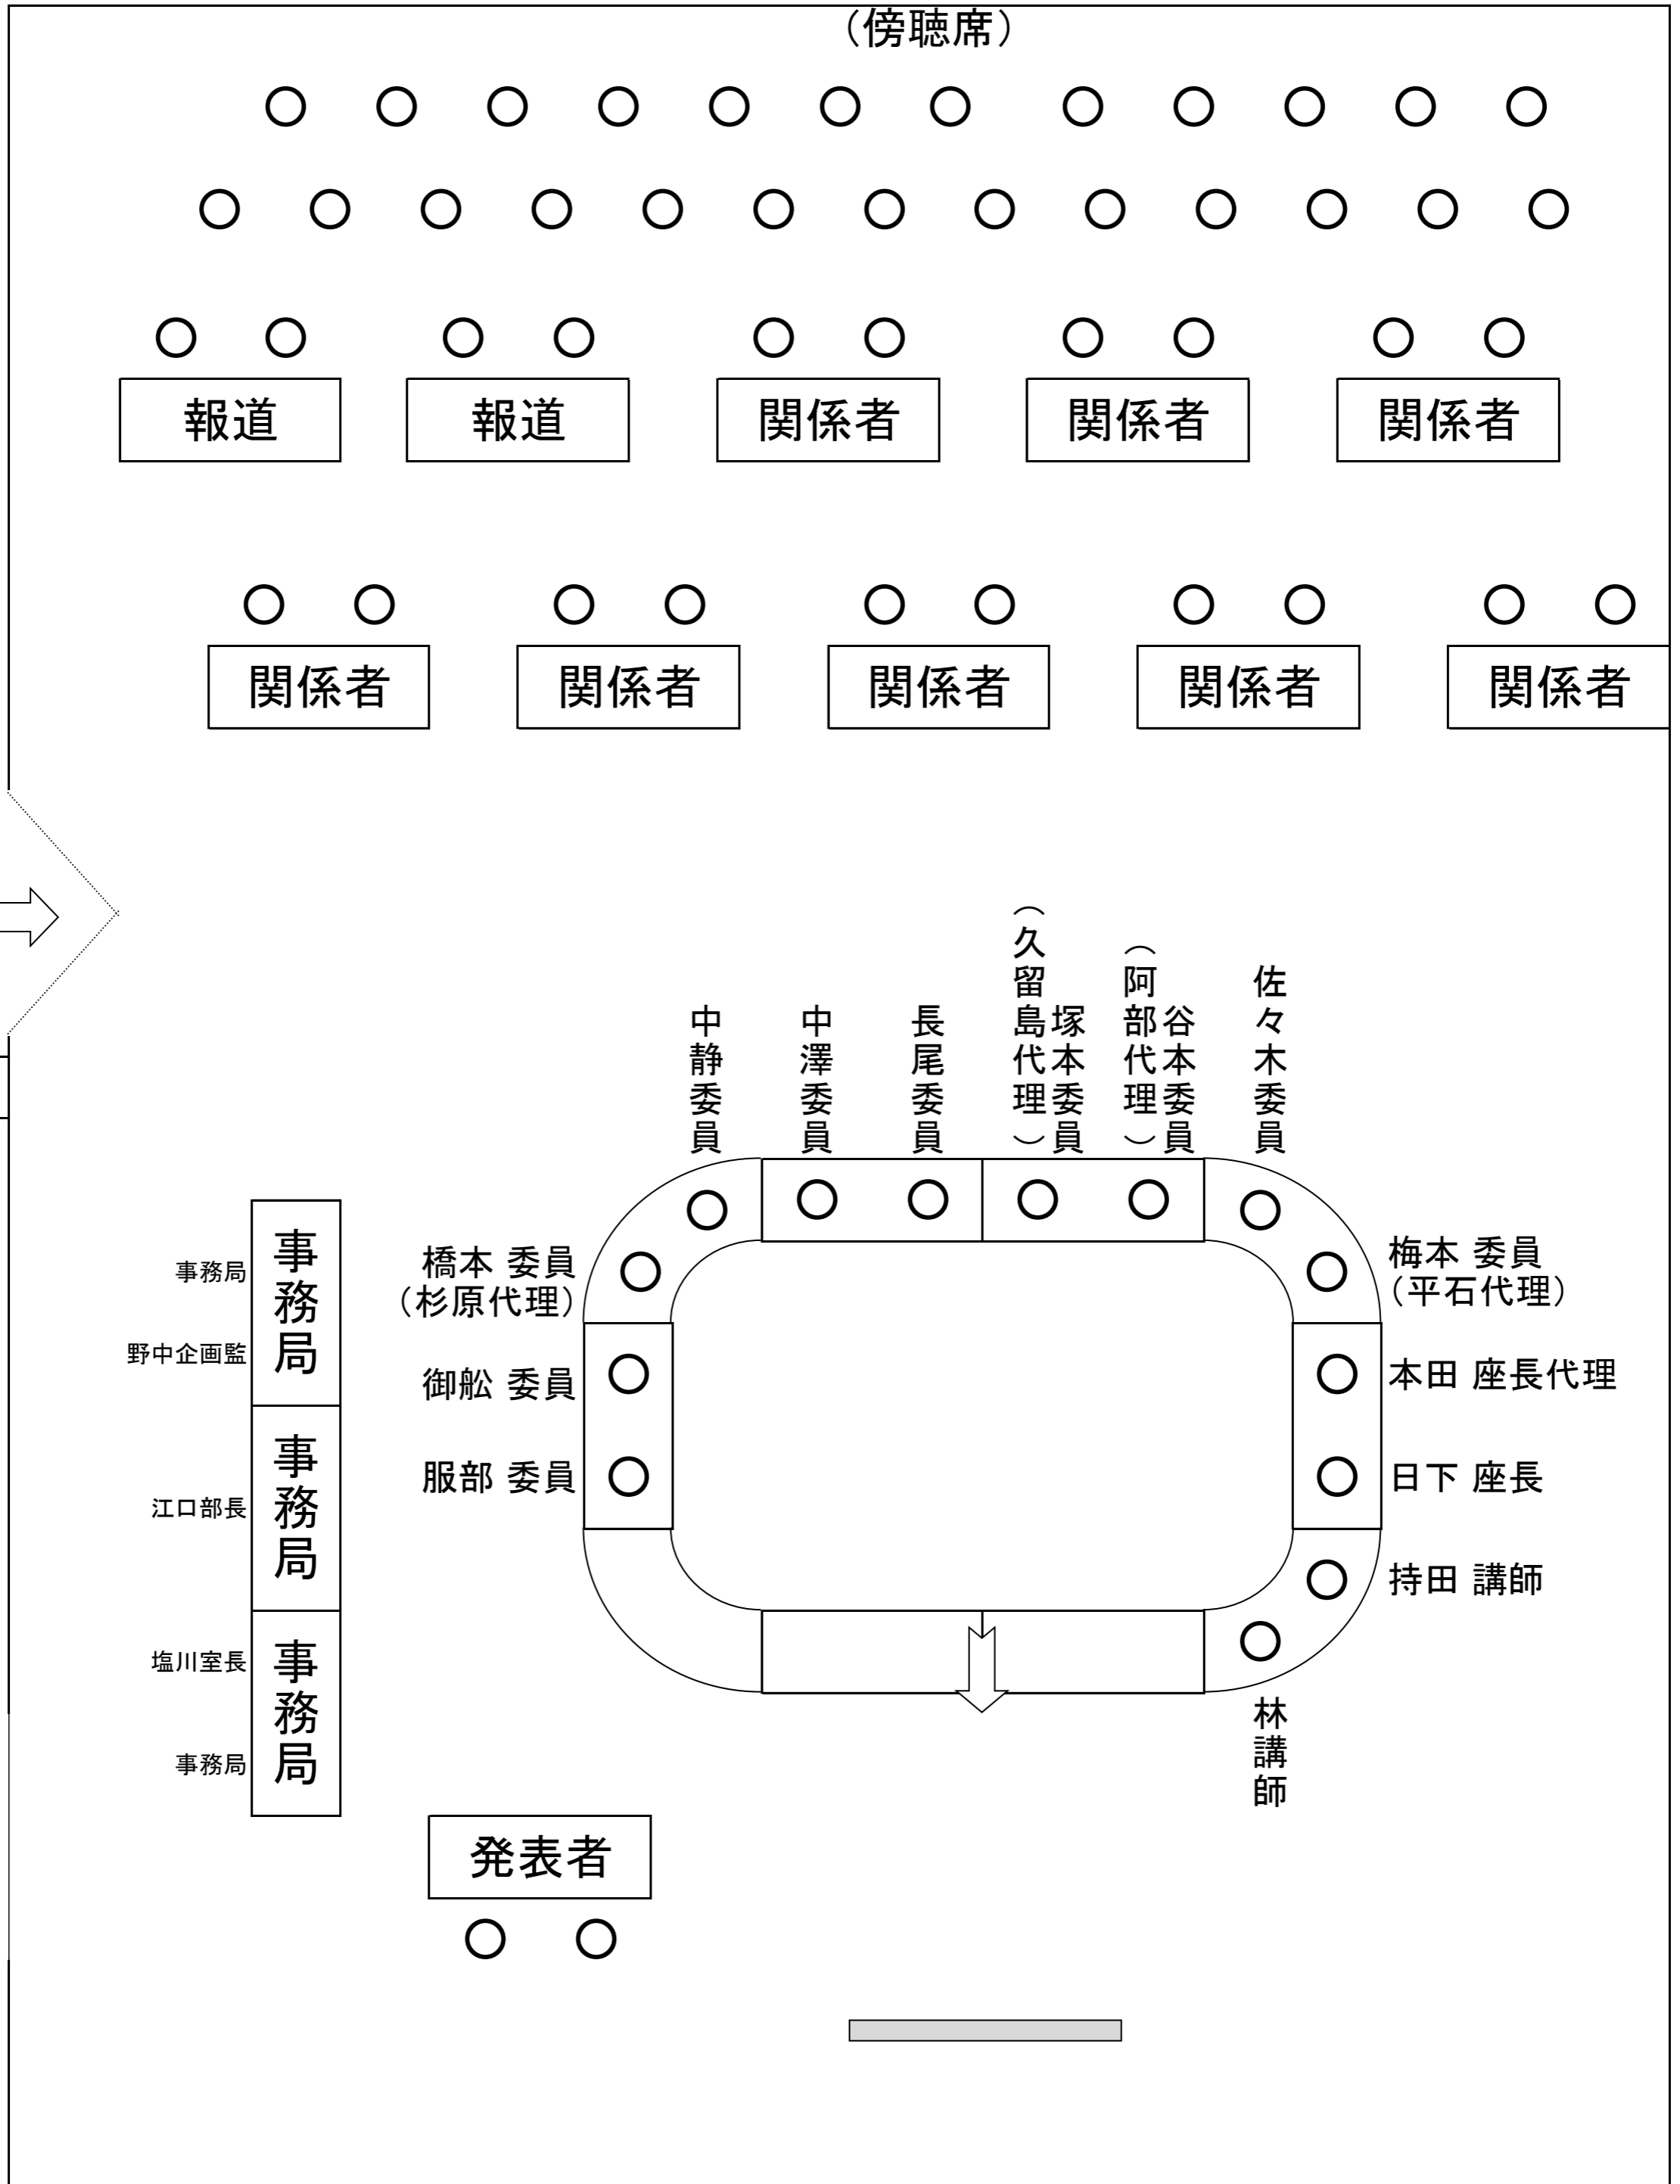 （傍聴席）
報道
報道
関係者
関係者
関係者
関係者
関係者
関係者
関係者
関係者
中静委員
中澤委員
長尾委員
塚本委員
（久留島代理）
谷本委員
（阿部代理）
佐々木委員
橋本 委員
（杉原代理）
御舩 委員
服部 委員
梅本 委員
（平石代理）
本田 座長代理
日下 座長
持田 講師
林講師
事務局
野中企画監
江口部長
塩川室長
事務局
事務局
事務局
事務局
発表者